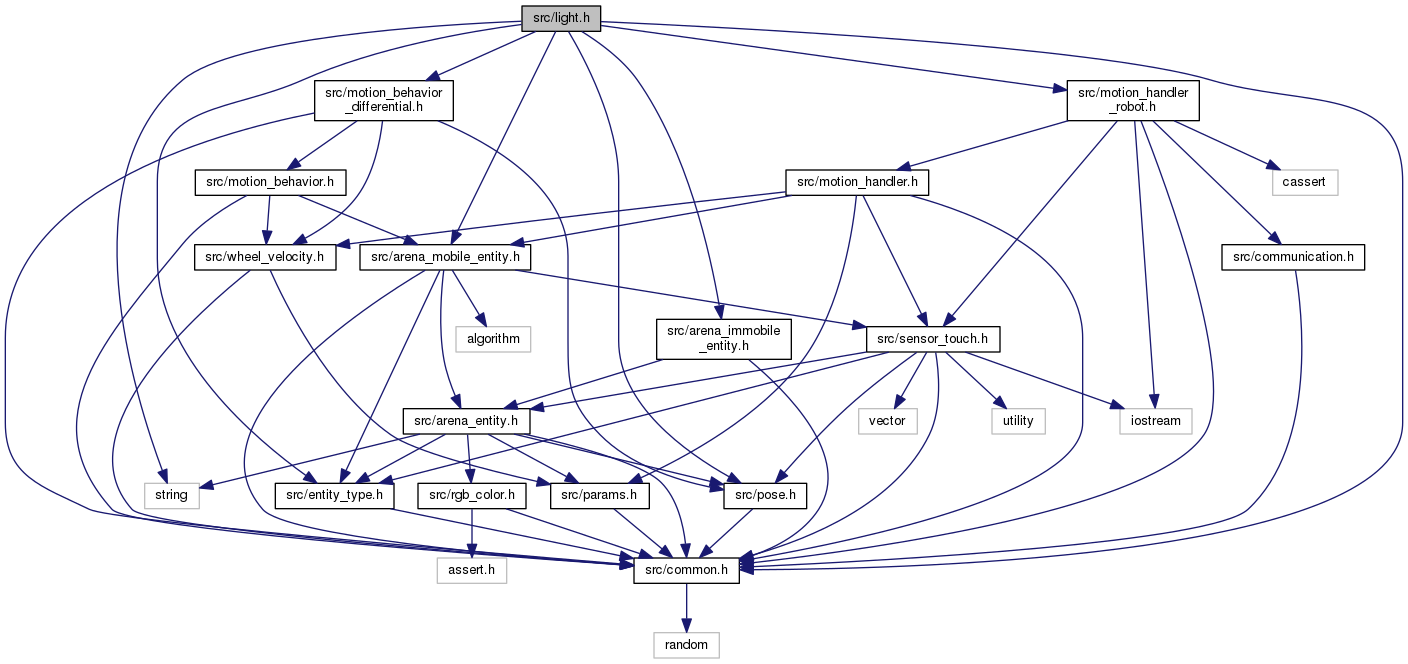 src/light.h
src/motion_behavior
_differential.h
src/motion_handler
_robot.h
src/motion_behavior.h
src/motion_handler.h
cassert
src/wheel_velocity.h
src/arena_mobile_entity.h
src/communication.h
algorithm
src/arena_immobile
_entity.h
src/sensor_touch.h
src/arena_entity.h
vector
utility
iostream
string
src/entity_type.h
src/rgb_color.h
src/params.h
src/pose.h
assert.h
src/common.h
random